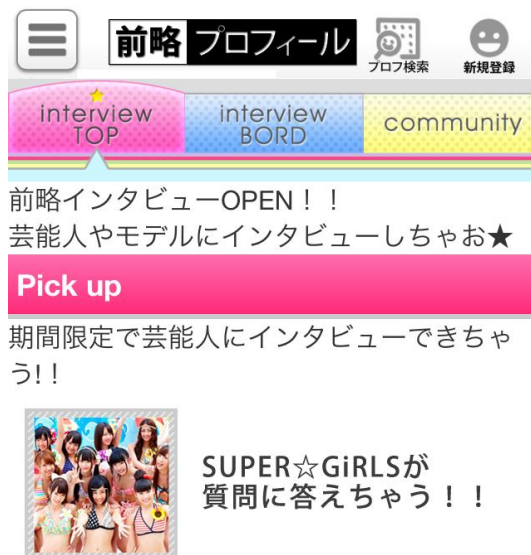 前略 プロフィール
プロフ検索
新規登録
interview
TOP
interview
BORD
community
前略インタビューOPEN！！
芸能人やモデルにインタビューしちゃお★
Pick up
期間限定で芸能人にインタビューできちゃ
う!！
SUPER☆GiRLSが
質問に答えちゃう！！